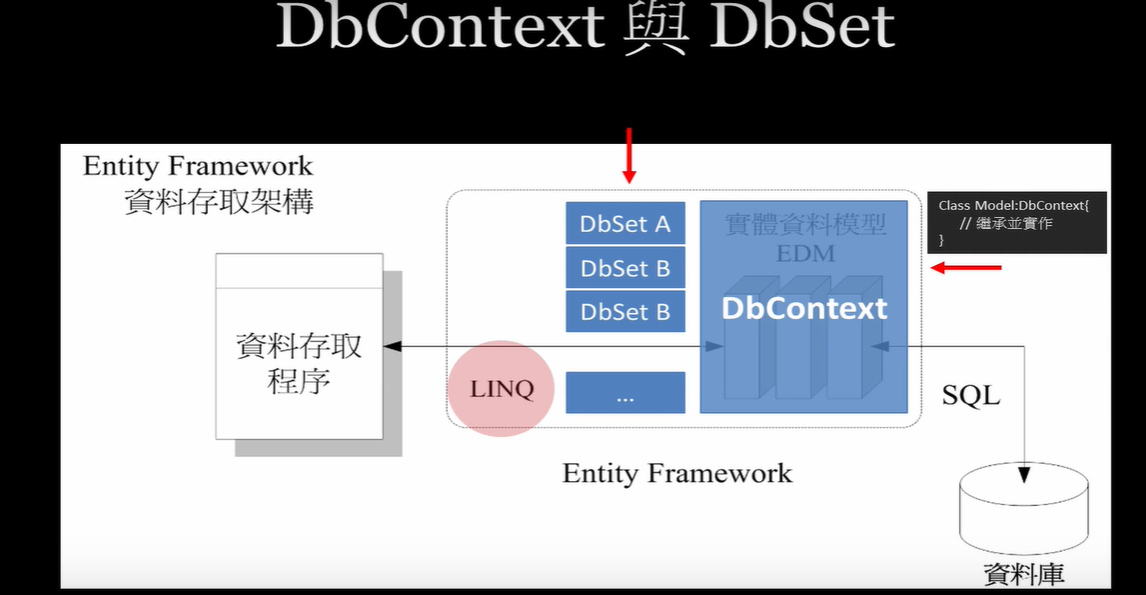 DbContext 與 DbSet
Entity Framework
資料存取架構
DbSet A
DbSet B
DbSet B
...
實體資料模型
EDM
DbContext
Class Model:DbContext{
// 繼承並實作
}
資料存取
程序
LINQ
SQL
Entity Framework
資料庫